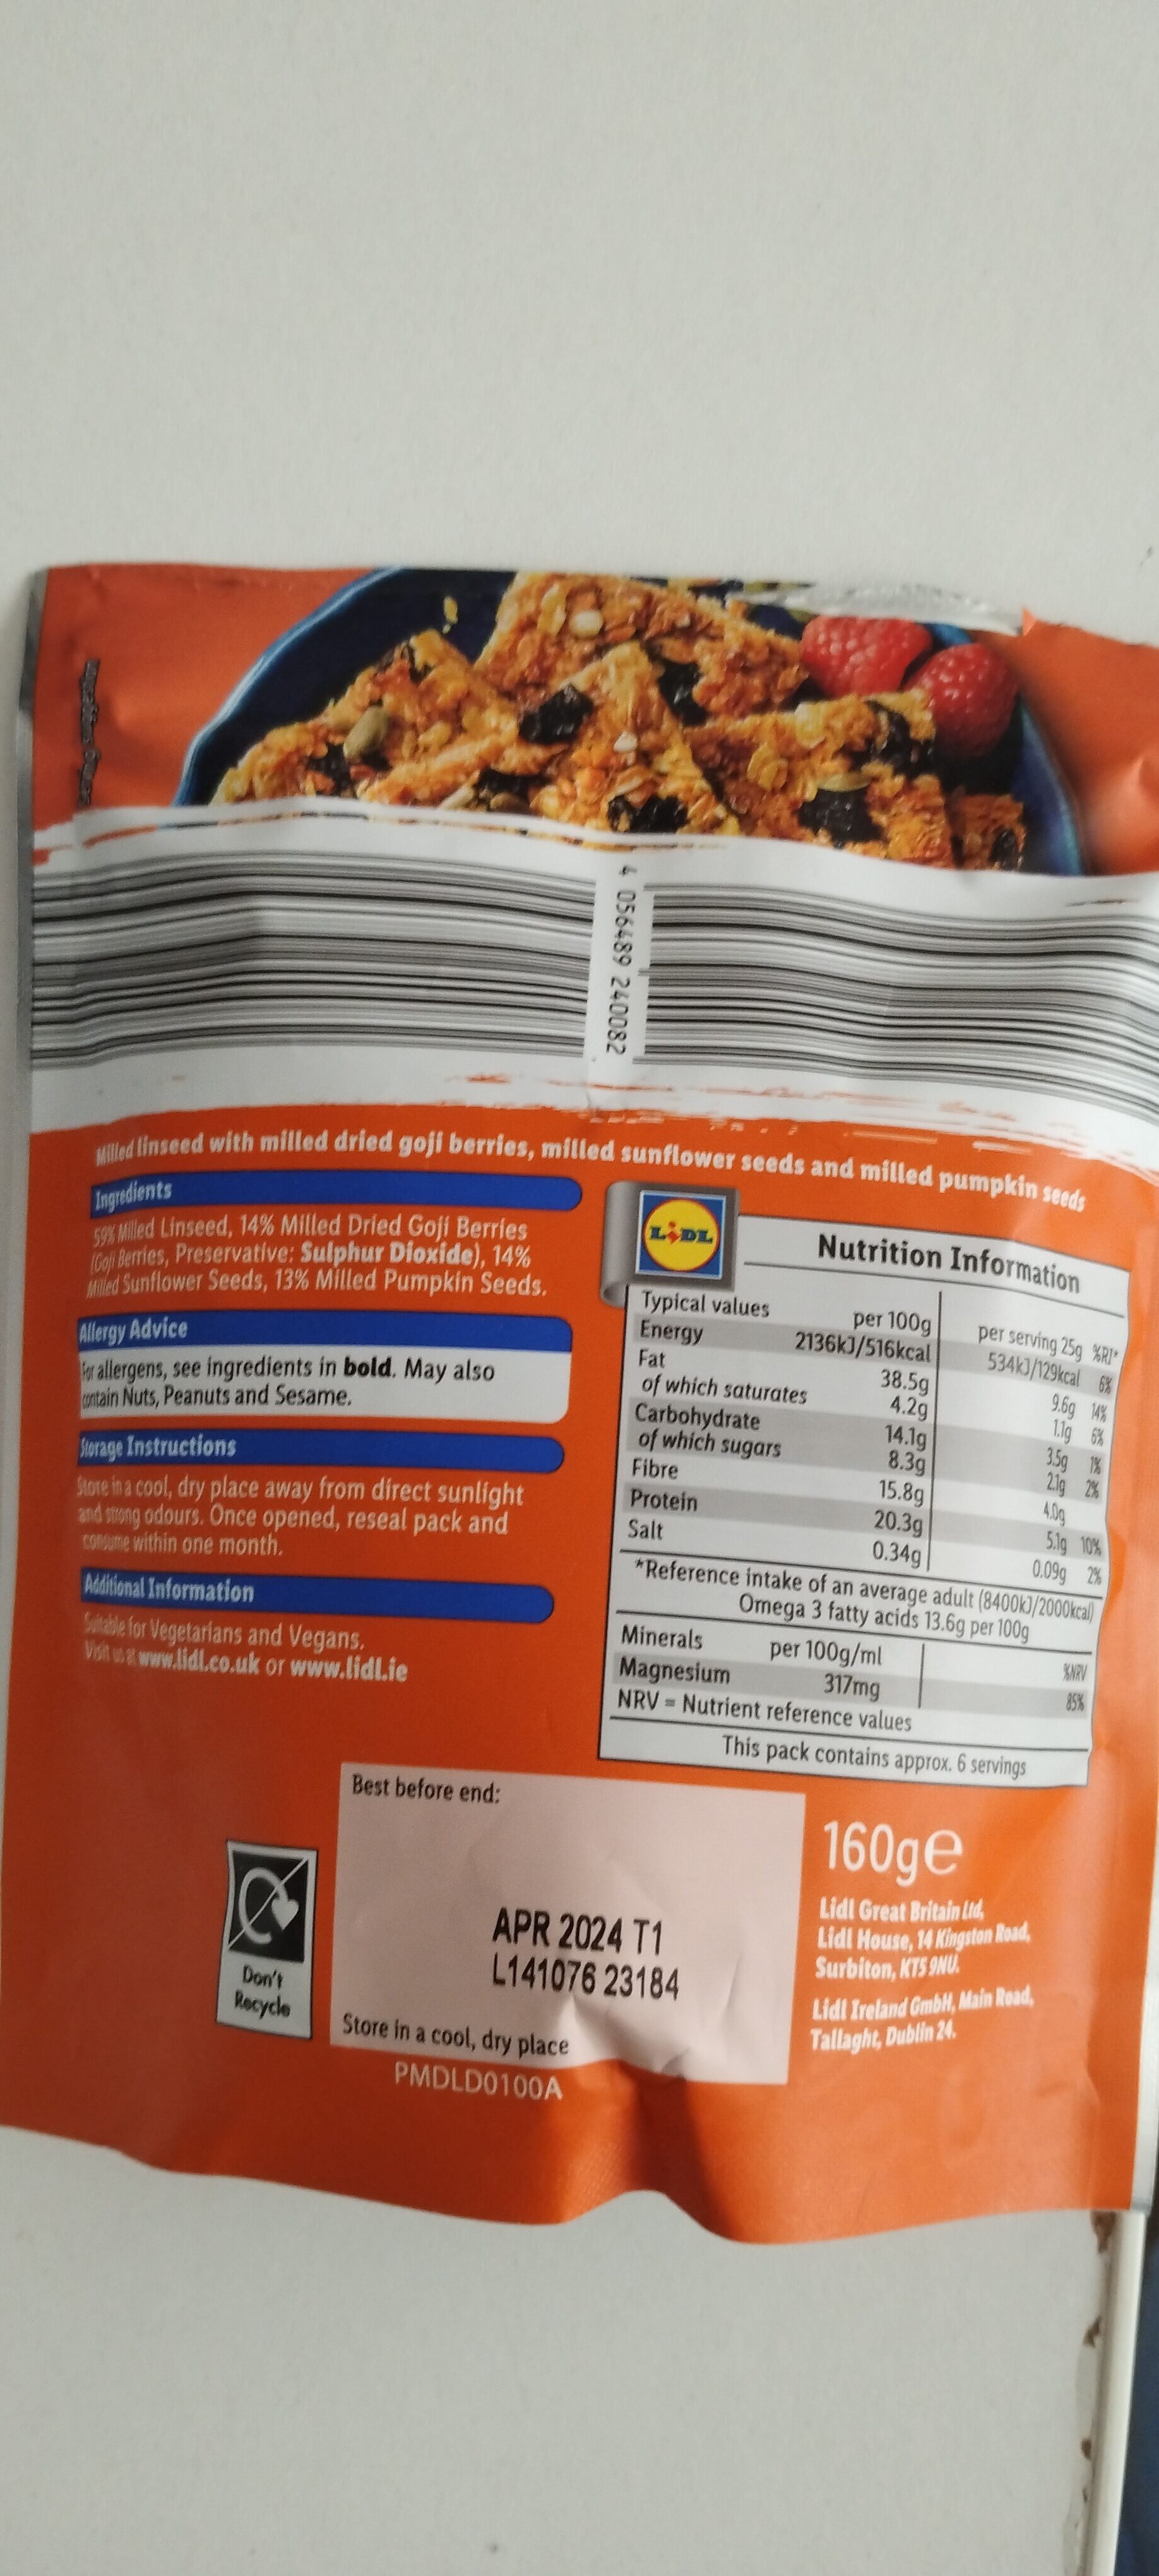 4 056489 240082
Milled linseed with milled dried goji berries, milled sunflower seeds and milled pumpkin seeds
Ingredients
59% Milled Linseed, 14% Milled Dried Goji Berries
(Goji Berries, Preservative: Sulphur Dioxide), 14%
Milled Sunflower Seeds, 13% Milled Pumpkin Seeds.
Allergy Advice
For allergens, see ingredients in bold. May also
contain Nuts, Peanuts and Sesame.
Storage Instructions
Store in a cool, dry place away from direct sunlight
and strong odours. Once opened, reseal pack and
consume within one month.
Additional Information
Suitable for Vegetarians and Vegans.
Visit us at www.lidl.co.uk or www.lidl.ie
LiDL
Nutrition Information
Typical values per 100g per serving 25g %RI*
Energy 2136kJ/516kcal 534kJ/129kcal 6%
Fat 38.5g 9.6g 14%
of which saturates 4.2g 1.1g 6%
Carbohydrate 14.1g 3.5g 1%
of which sugars 8.3g 2.1g 2%
Fibre 15.8g 4.0g
Protein 20.3g 5.1g 10%
Salt 0.34g 0.09g 2%
*Reference intake of an average adult (8400kJ/2000kcal)
Omega 3 fatty acids 13.6g per 100g
Minerals per 100g/ml %NRV
Magnesium 317mg 85%
NRV = Nutrient reference values
This pack contains approx. 6 servings
Best before end:
APR 2024 T1
L141076 23184
Store in a cool, dry place
PMDLD0100A
Don't
Recycle
160g℮
Lidl Great Britain Ltd,
Lidl House, 14 Kingston Road,
Surbiton, KT5 9NU.
Lidl Ireland GmbH, Main Road,
Tallaght, Dublin 24.